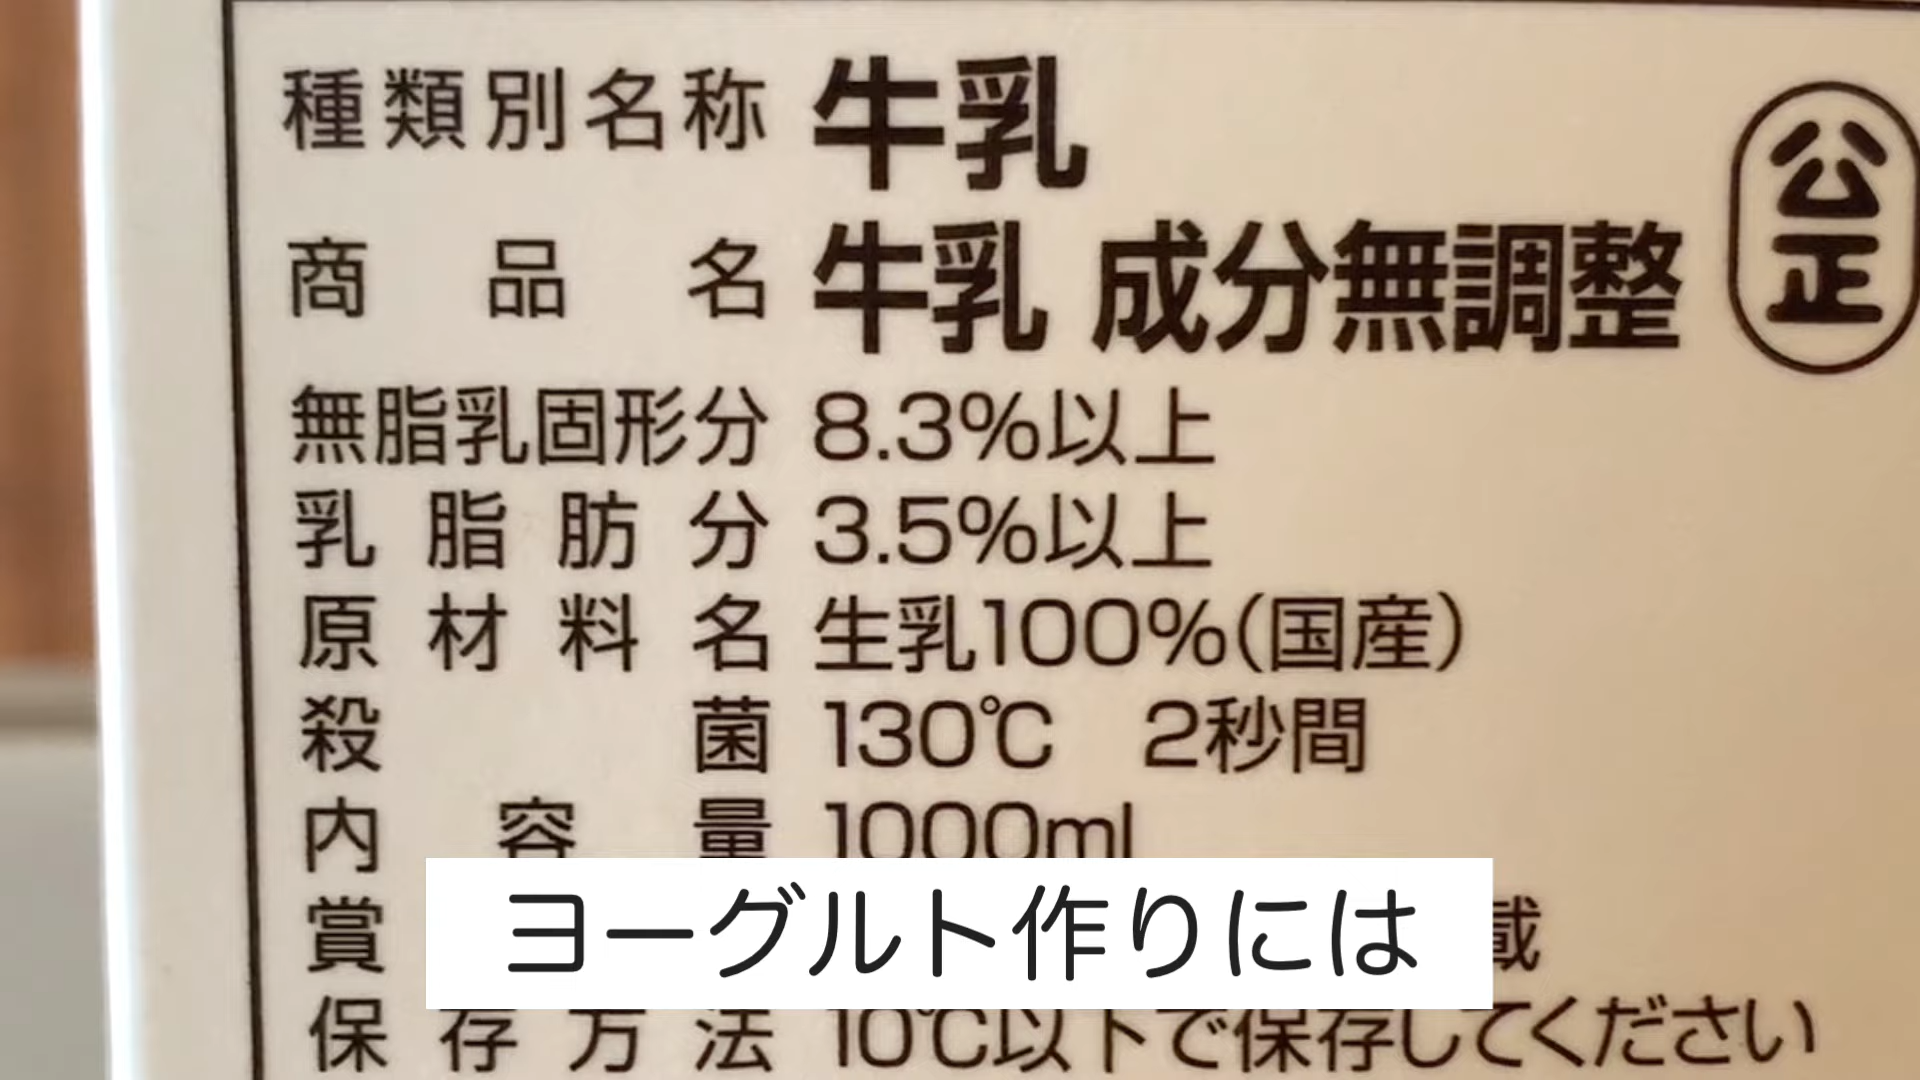 種類別名称 牛乳
公正
商品名 牛乳 成分無調整
無脂乳固形分 8.3%以上
乳脂肪分 3.5%以上
原材料名 生乳100%(国産)
殺菌 130℃ 2秒間
内容量 1000ml
賞 載
ヨーグルト作りには
保存方法 10℃以下で保存してください